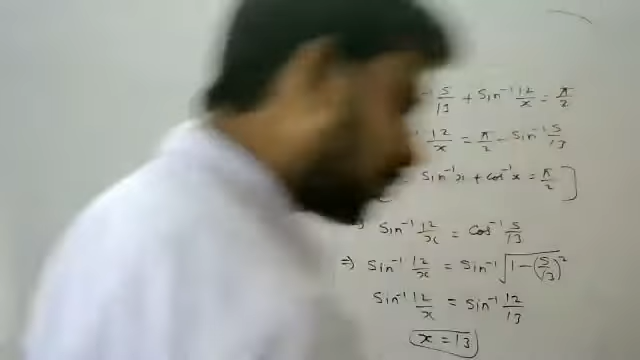 ⁻¹ 5/13 + Sin⁻¹ 12/x = π/2
⁻¹ 12/x = π/2 - Sin⁻¹ 5/13
Sin⁻¹x + cos⁻¹x = π/2 ]
Sin⁻¹ 12/x = cos⁻¹ 5/13
⇒ Sin⁻¹ 12/x = Sin⁻¹ √(1-(5/13)²)
Sin⁻¹ 12/x = Sin⁻¹ 12/13
x = 13